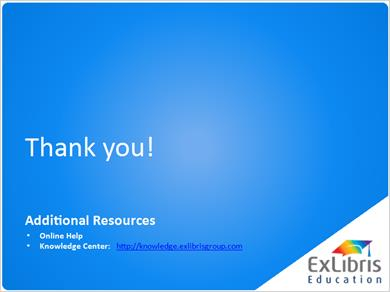 Thank you!
Additional Resources
• Online Help
• Knowledge Center: http://knowledge.exlibrisgroup.com
ExLibris
Education